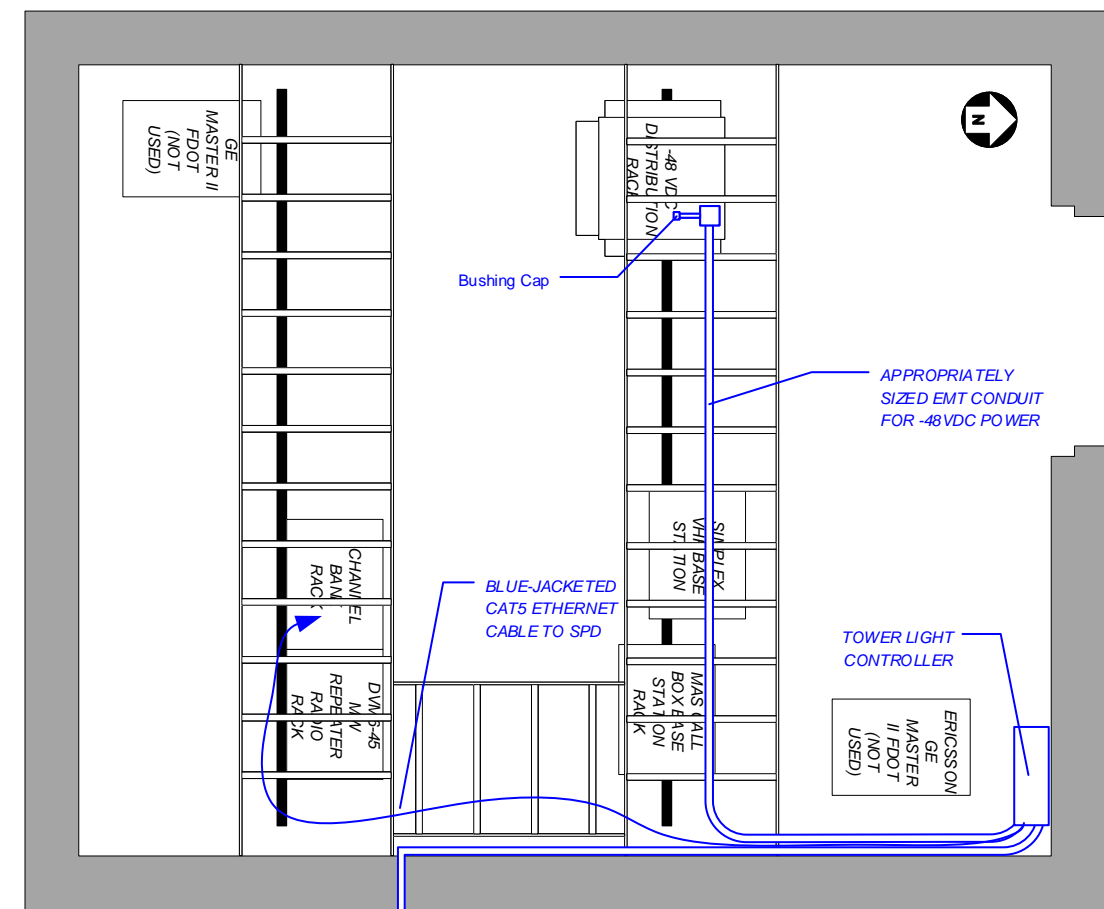 GE
MASTER II
FDOT
(NOT
USED)
-48 VDC
DISTRIBUTION
RACK
N
Bushing Cap
APPROPRIATELY
SIZED EMT CONDUIT
FOR -48VDC POWER
CHANNEL
BANK
RACK
SIMPLEX
VHF BASE
STATION
BLUE-JACKETED
CAT5 ETHERNET
CABLE TO SPD
TOWER LIGHT
CONTROLLER
DVM6-45
MW
REPEATER
RADIO
RACK
MAS CALL
BOX BASE
STATION
RACK
ERICSSON
GE
MASTER
II FDOT
(NOT
USED)